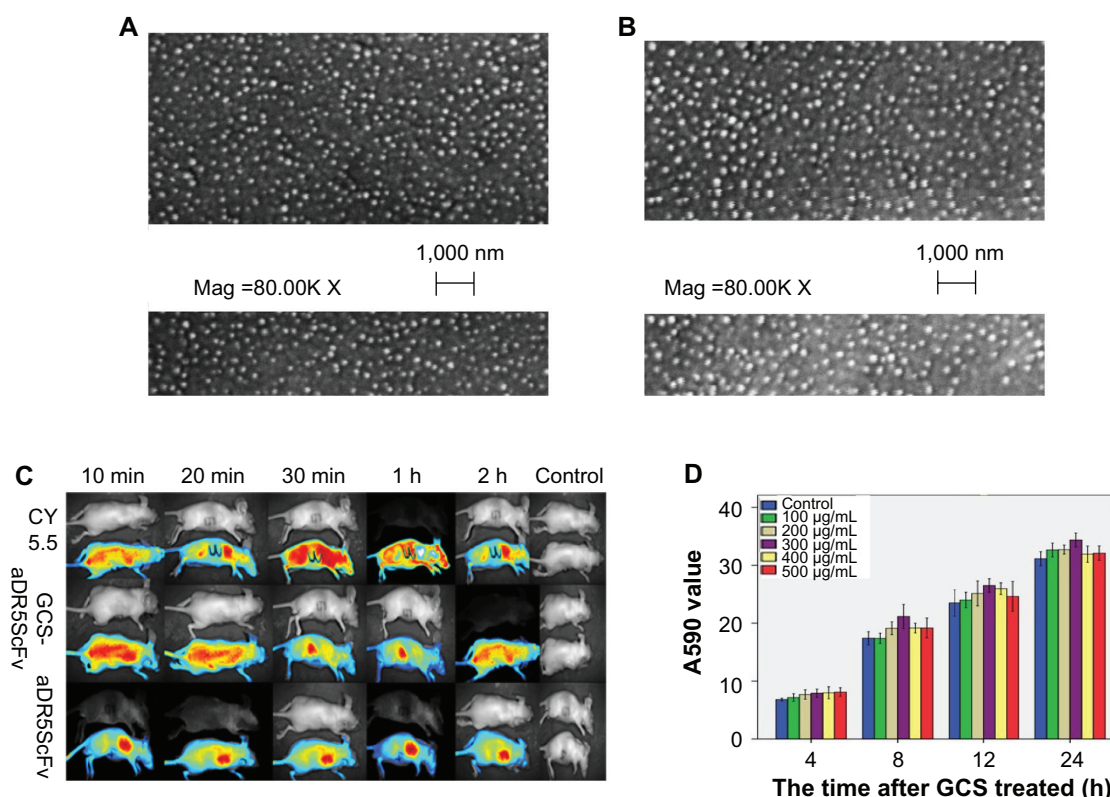 A
B
1,000 nm
Mag =80.00K X
1,000 nm
Mag =80.00K X
C
10 min
20 min
30 min
1 h
2 h
Control
CY
5.5
GCS-
aDR5ScFv
aDR5ScFv
D
A590 value
40
30
20
10
0
Control
100 µg/mL
200 µg/mL
300 µg/mL
400 µg/mL
500 µg/mL
4
8
12
24
The time after GCS treated (h)